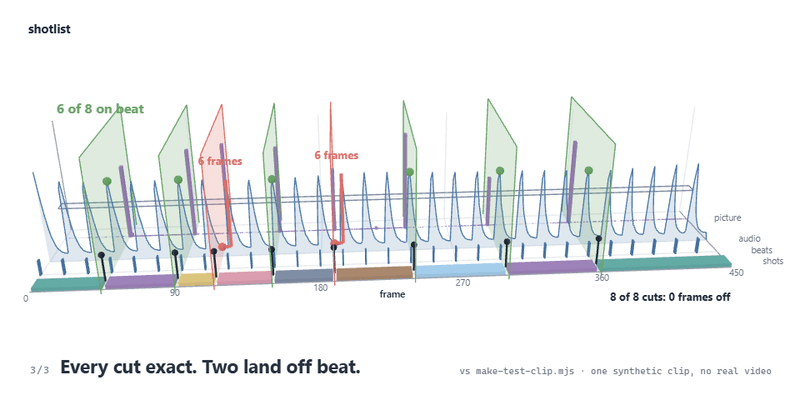 shotlist
6 of 8 on beat
6 frames
6 frames
picture
audio
beats
shots
0
90
180
270
360
450
frame
8 of 8 cuts: 0 frames off
3/3 Every cut exact. Two land off beat.
vs make-test-clip.mjs · one synthetic clip, no real video